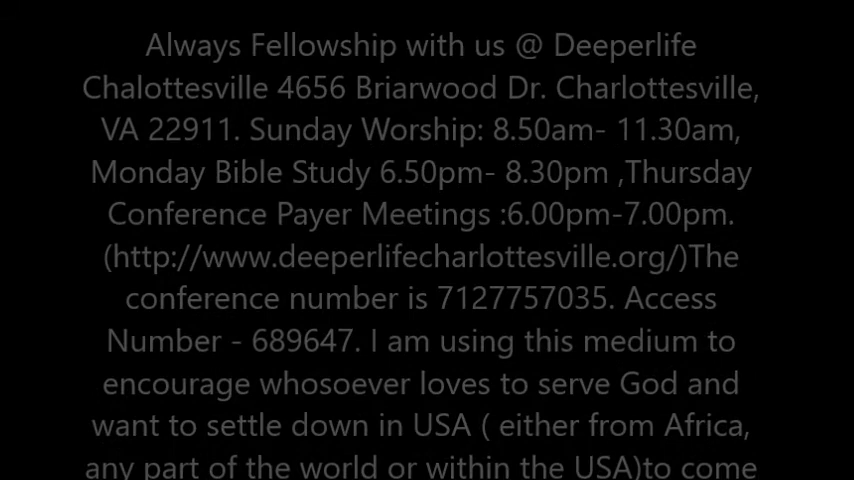 Always Fellowship with us @ Deeperlife
Chalottesville 4656 Briarwood Dr. Charlottesville,
VA 22911. Sunday Worship: 8.50am- 11.30am,
Monday Bible Study 6.50pm- 8.30pm ,Thursday
Conference Payer Meetings :6.00pm-7.00pm.
(http://www.deeperlifecharlottesville.org/)The
conference number is 7127757035. Access
Number - 689647. I am using this medium to
encourage whosoever loves to serve God and
want to settle down in USA ( either from Africa,
any part of the world or within the USA)to come